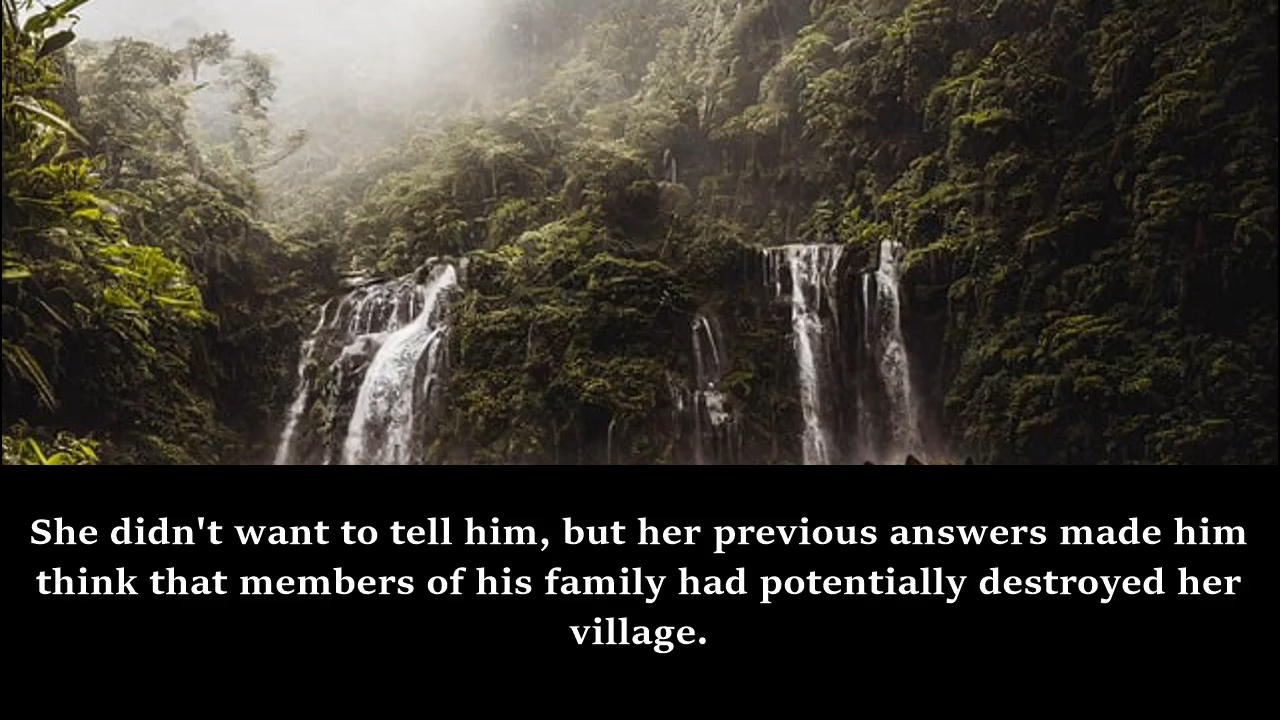 She didn't want to tell him, but her previous answers made him
think that members of his family had potentially destroyed her
village.